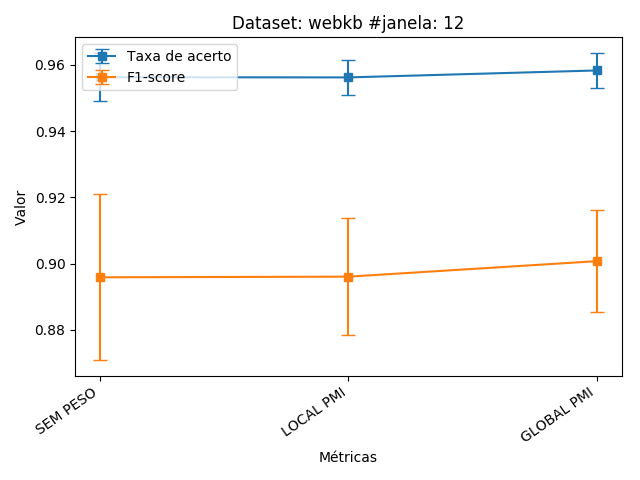 Dataset: webkb #janela: 12
Taxa de acerto
F1-score
0.96
0.94
0.92
0.90
0.88
Valor
SEM PESO
LOCAL PMI
GLOBAL PMI
Métricas